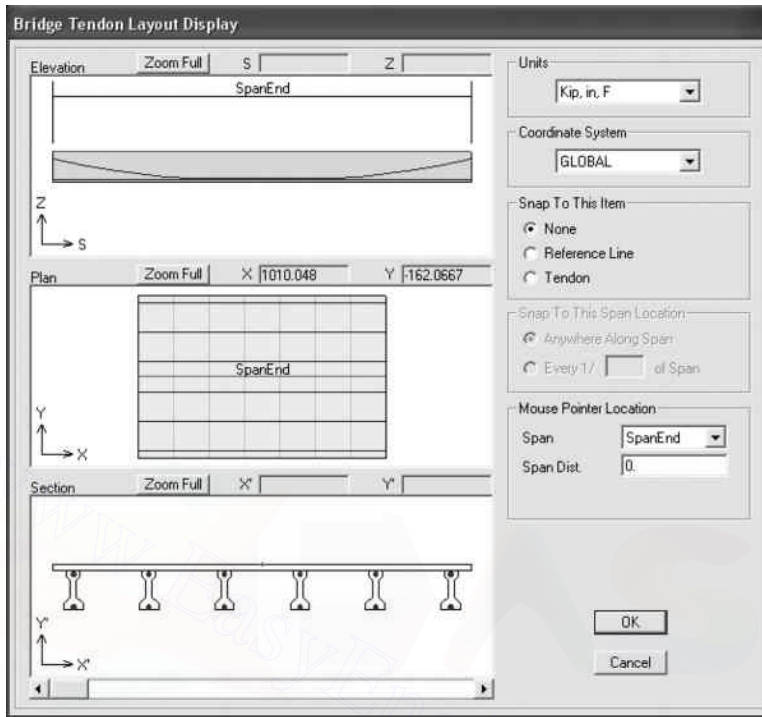 Bridge Tendon Layout Display
Elevation Zoom Full S Z
SpanEnd
Z
S
Plan Zoom Full X 1010.048 Y -162.0667
SpanEnd
Y
X
Section Zoom Full X' Y'
Y'
X'
Units
Kip, in, F
Coordinate System
GLOBAL
Snap To This Item
None
Reference Line
Tendon
Snap To This Span Location
Anywhere Along Span
Every 1/ of Span
Mouse Pointer Location
Span SpanEnd
Span Dist. 0.
OK
Cancel